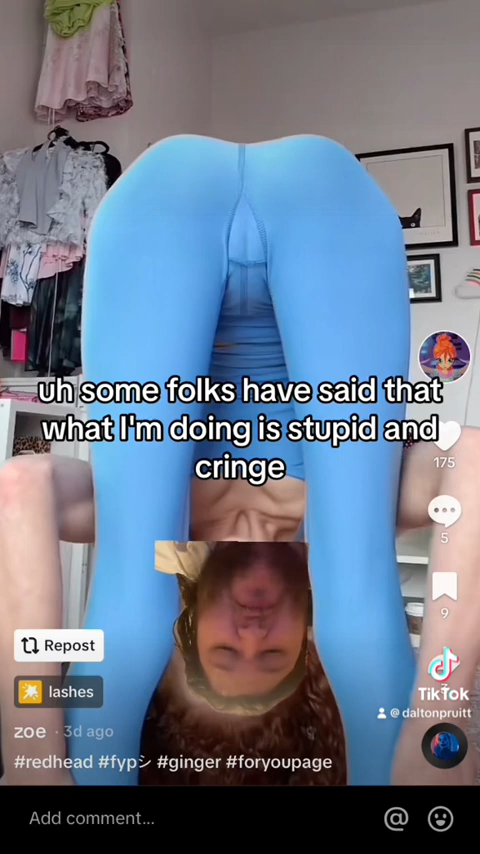 uh some folks have said that
what I'm doing is stupid and
cringe
175
5
9
Repost
lashes
TikTok
@daltonpruitt
zoe · 3d ago
#redhead #fypシ #ginger #foryoupage
Add comment...